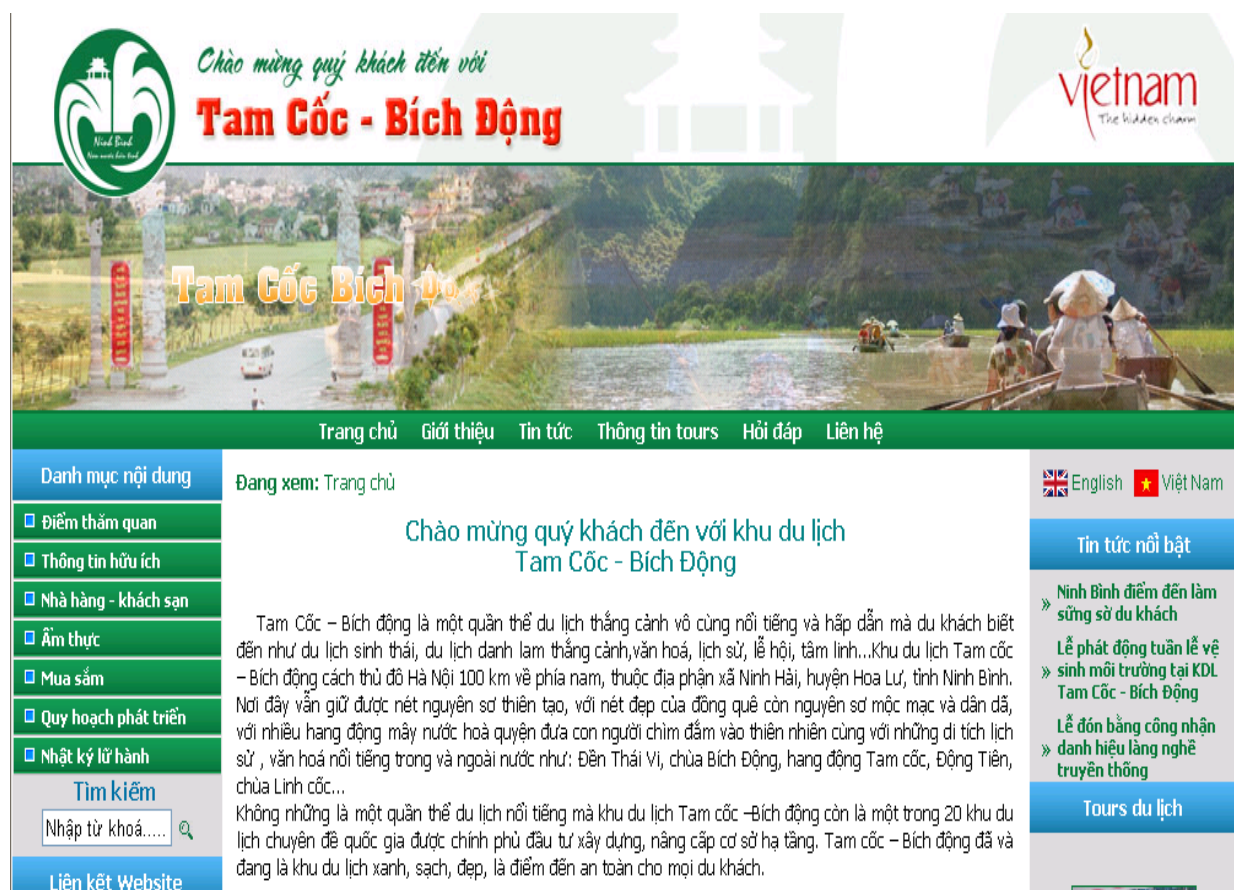 Chào mừng quý khách đến với
Tam Cốc - Bích Động
Ninh Bình
vietnam
The hidden charm
Tam Cốc Bích
Trang chủ Giới thiệu Tin tức Thông tin tours Hỏi đáp Liên hệ
Danh mục nội dung
Điểm thăm quan
Thông tin hữu ích
Nhà hàng - khách sạn
Ẩm thực
Mua sắm
Quy hoạch phát triển
Nhật ký lữ hành
Tìm kiếm
Nhập từ khoá.....
Liên kết Website
Đang xem: Trang chủ
Chào mừng quý khách đến với khu du lịch
Tam Cốc - Bích Động
Tam Cốc – Bích động là một quần thể du lịch thắng cảnh vô cùng nổi tiếng và hấp dẫn mà du khách biết
đến như du lịch sinh thái, du lịch danh lam thắng cảnh,văn hoá, lịch sử, lễ hội, tâm linh...Khu du lịch Tam cốc
– Bích động cách thủ đô Hà Nội 100 km về phía nam, thuộc địa phận xã Ninh Hải, huyện Hoa Lư, tỉnh Ninh Bình.
Nơi đây vẫn giữ được nét nguyên sơ thiên tạo, với nét đẹp của đồng quê còn nguyên sơ mộc mạc và dân dã,
với nhiều hang động mây nước hoà quyện đưa con người chìm đắm vào thiên nhiên cùng với những di tích lịch
sử , văn hoá nổi tiếng trong và ngoài nước như: Đền Thái Vi, chùa Bích Động, hang động Tam cốc, Động Tiên,
chùa Linh cốc...
Không những là một quần thể du lịch nổi tiếng mà khu du lịch Tam cốc –Bích động còn là một trong 20 khu du
lịch chuyên đề quốc gia được chính phủ đầu tư xây dựng, nâng cấp cơ sở hạ tầng. Tam cốc – Bích động đã và
đang là khu du lịch xanh, sạch, đẹp, là điểm đến an toàn cho mọi du khách.
English Việt Nam
Tin tức nổi bật
» Ninh Bình điểm đến làm
sững sờ du khách
Lễ phát động tuần lễ vệ
» sinh môi trường tại KDL
Tam Cốc - Bích Động
Lễ đón bằng công nhận
» danh hiệu làng nghề
truyền thống
Tours du lịch